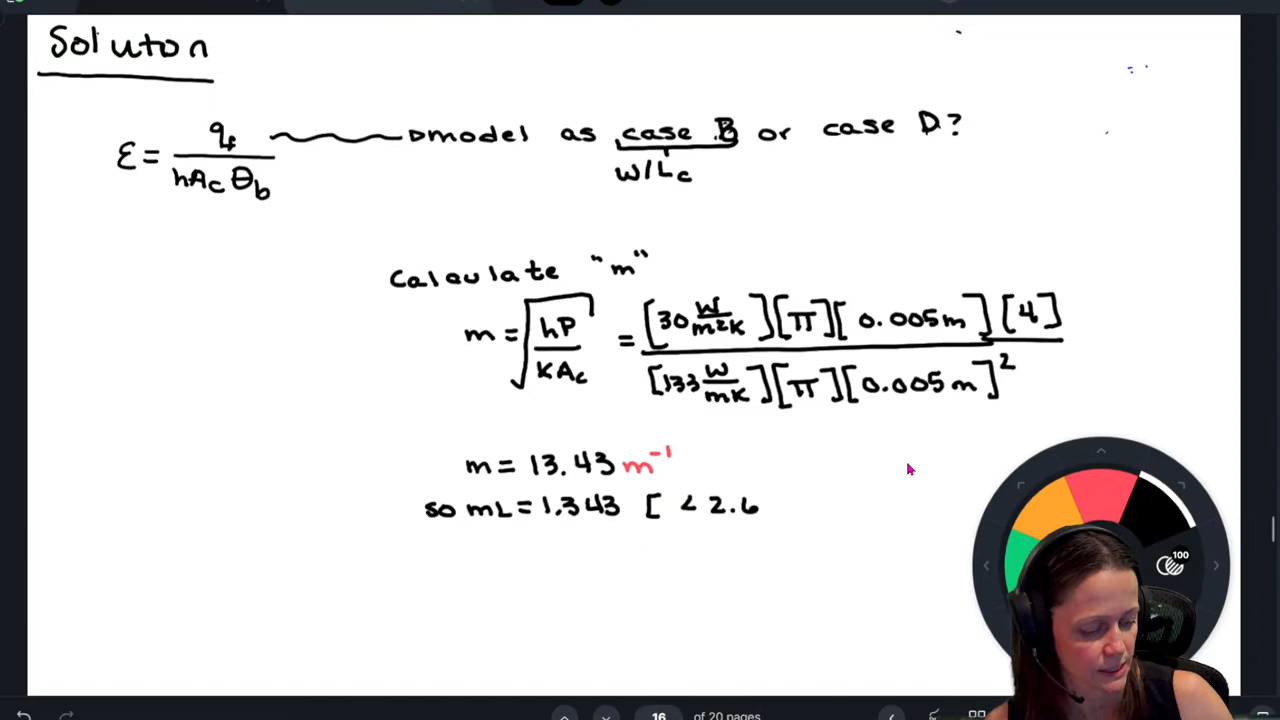 Soluton
ε = q_f / hA_c θ_b model as case B or case D?
W/L_c
Calculate "m"
m = √(hP / kA_c) = [30 W/m²K][π][0.005m][4] / [133 W/mK][π][0.005m]²
m = 13.43 m⁻¹
so mL = 1.343 [ < 2.6
100
16 of 20 pages